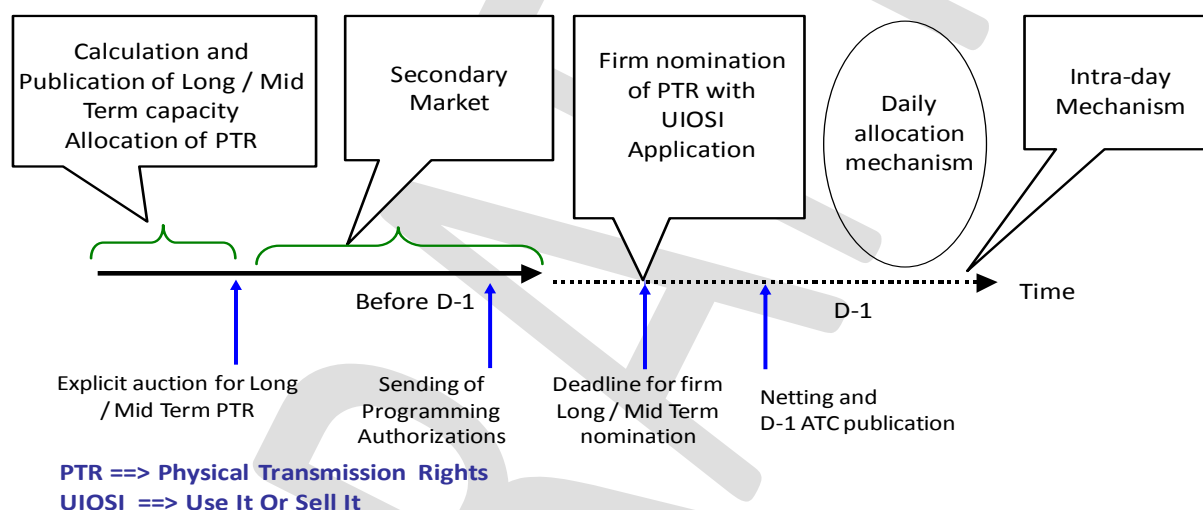 Calculation and
Publication of Long / Mid
Term capacity
Allocation of PTR
Secondary
Market
Firm nomination
of PTR with
UIOSI
Application
Daily
allocation
mechanism
Intra-day
Mechanism
Before D-1
D-1
Time
Explicit auction for Long
/ Mid Term PTR
Sending of
Programming
Authorizations
Deadline for firm
Long / Mid Term
nomination
Netting and
D-1 ATC publication
PTR ==> Physical Transmission Rights
UIOSI ==> Use It Or Sell It